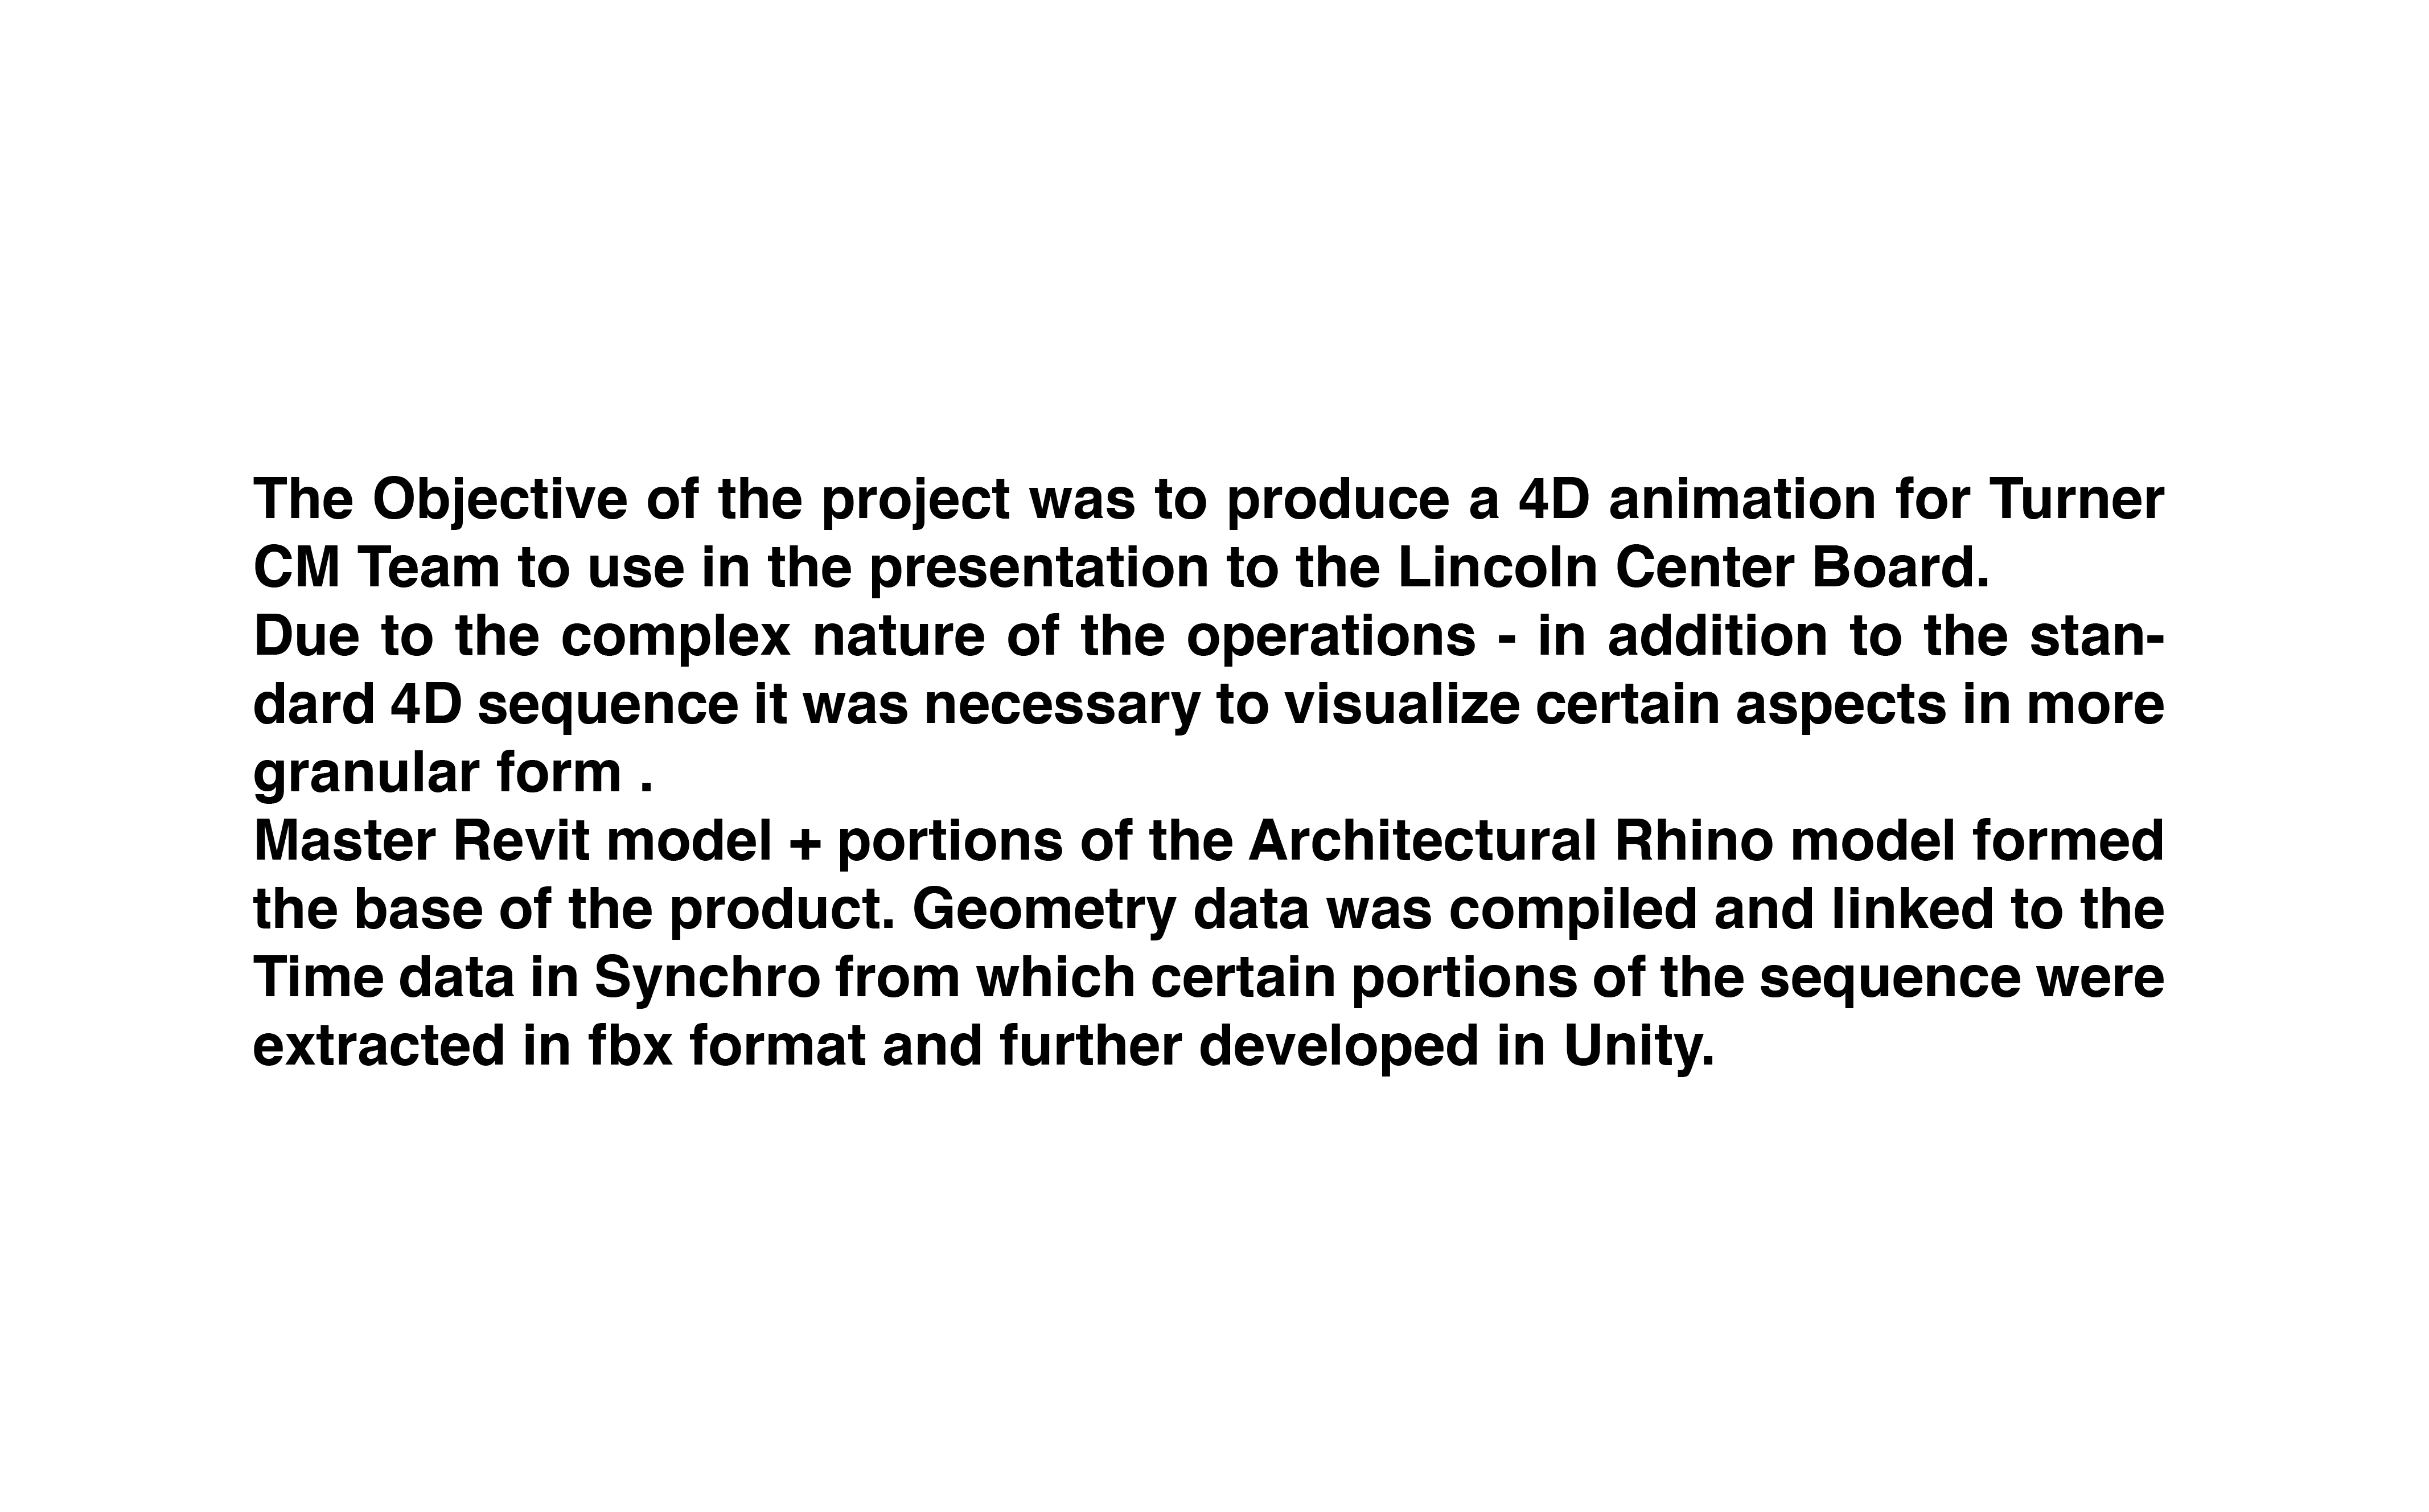 The Objective of the project was to produce a 4D animation for Turner
CM Team to use in the presentation to the Lincoln Center Board.
Due to the complex nature of the operations - in addition to the stan-
dard 4D sequence it was necessary to visualize certain aspects in more
granular form .
Master Revit model + portions of the Architectural Rhino model formed
the base of the product. Geometry data was compiled and linked to the
Time data in Synchro from which certain portions of the sequence were
extracted in fbx format and further developed in Unity.